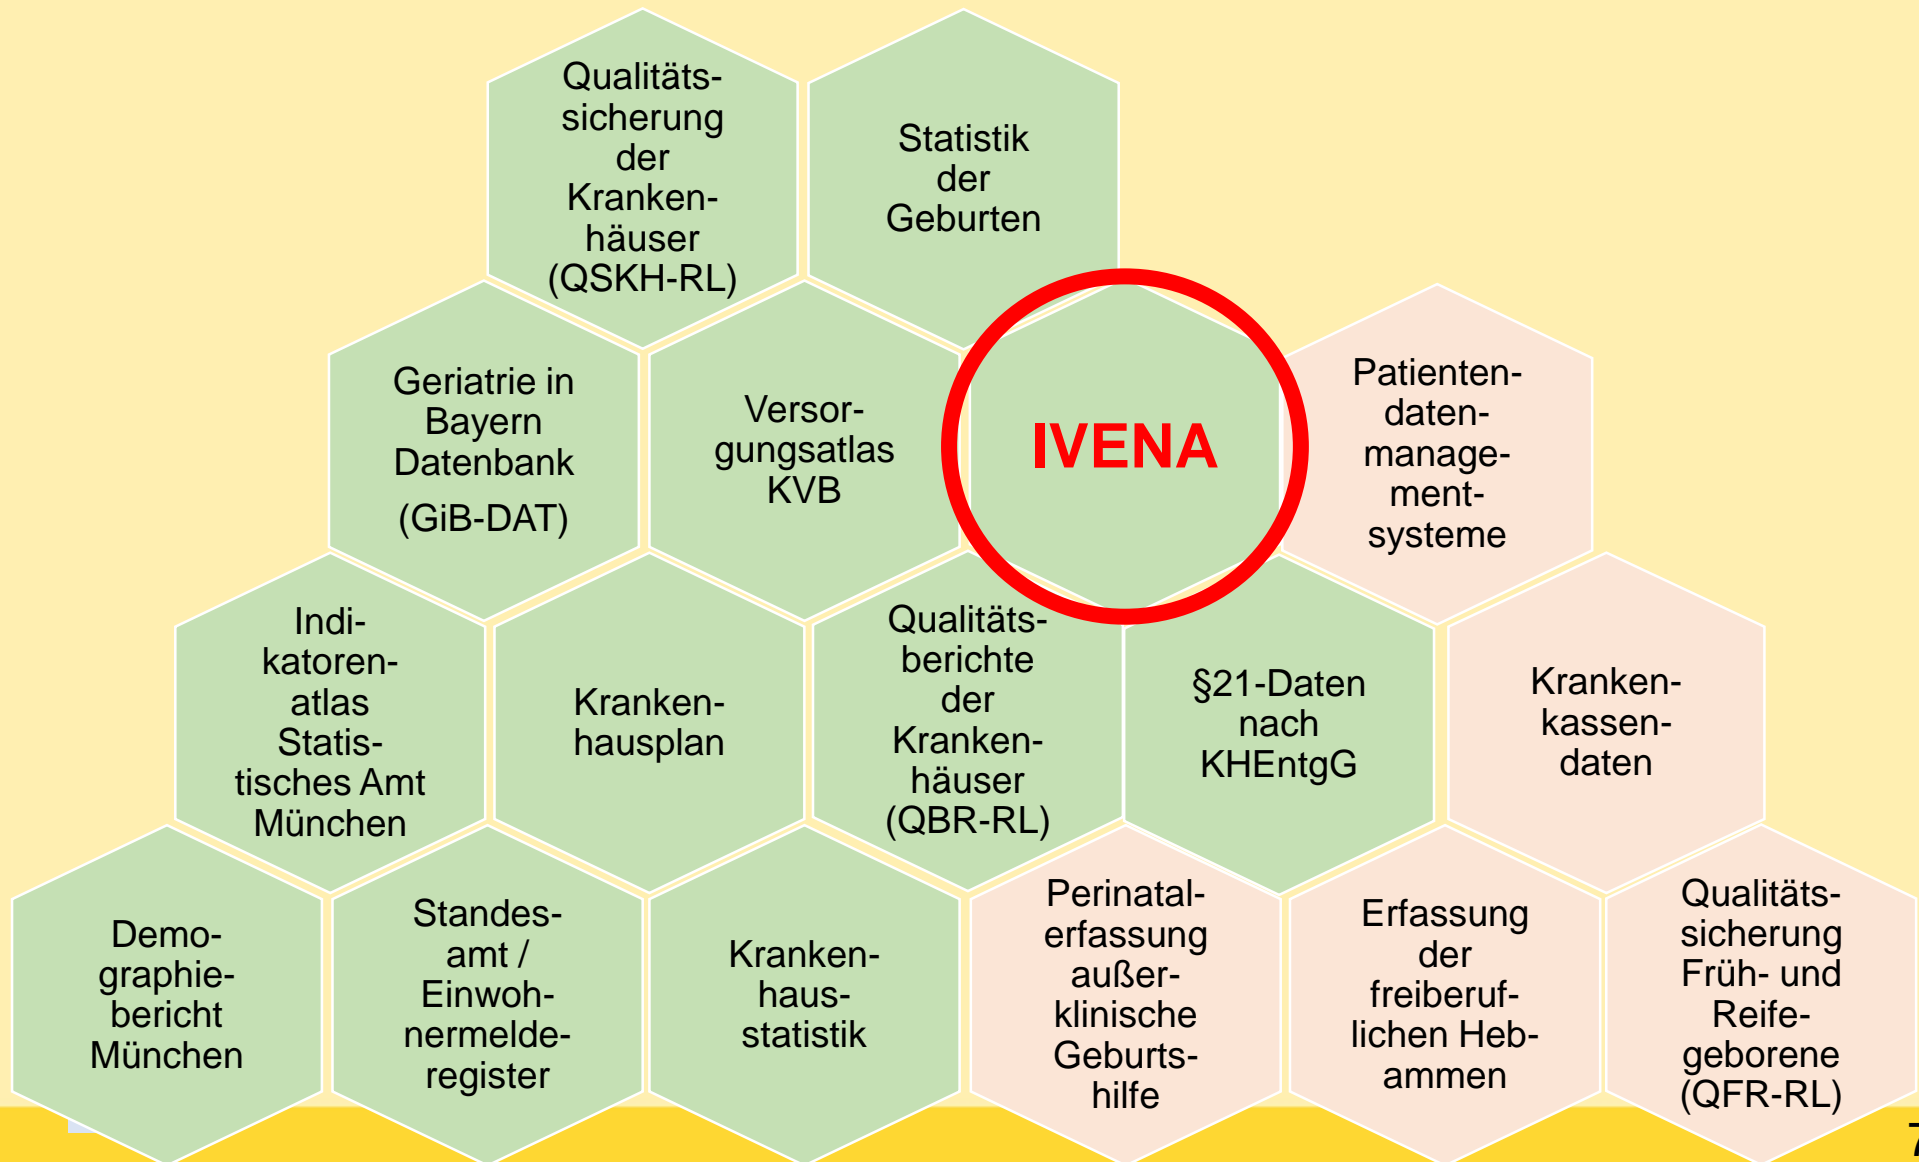 Qualitäts-
sicherung
der
Kranken-
häuser
(QSKH-RL)
Statistik
der
Geburten
Geriatrie in
Bayern
Datenbank
(GiB-DAT)
Versor-
gungsatlas
KVB
IVENA
Patienten-
daten-
manage-
ment-
systeme
Indi-
katoren-
atlas
Statis-
tisches Amt
München
Kranken-
hausplan
Qualitäts-
berichte
der
Kranken-
häuser
(QBR-RL)
§21-Daten
nach
KHEntgG
Kranken-
kassen-
daten
Demo-
graphie-
bericht
München
Standes-
amt /
Einwoh-
nermelde-
register
Kranken-
haus-
statistik
Perinatal-
erfassung
außer-
klinische
Geburts-
hilfe
Erfassung
der
freiberuf-
lichen Heb-
ammen
Qualitäts-
sicherung
Früh- und
Reife-
geborene
(QFR-RL)
7